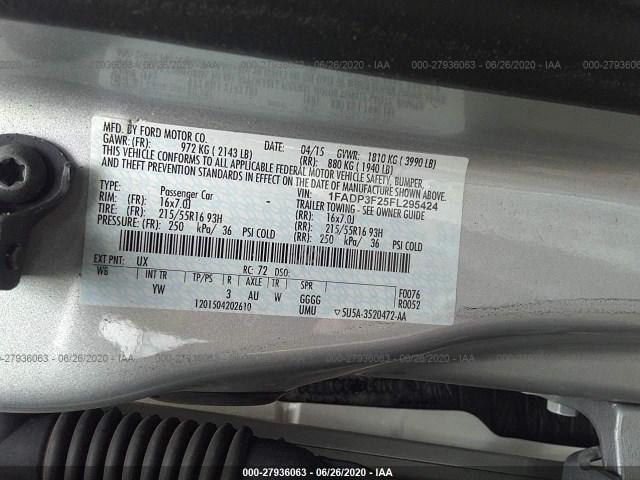 000-27936063 / 06/26/2020 - IAA
MFD. BY FORD MOTOR CO.
DATE: 04/15 GVWR: 1810 KG ( 3990 LB)
GAWR: (FR): 972 KG ( 2143 LB) (RR): 880 KG ( 1940 LB)
THIS VEHICLE CONFORMS TO ALL APPLICABLE FEDERAL MOTOR VEHICLE SAFETY, BUMPER,
AND THEFT PREVENTION STANDARDS IN EFFECT ON THE DATE OF MANUFACTURE SHOWN ABOVE.
VIN: 1FADP3F25FL295424
TYPE: Passenger Car - TRAILER TOWING - SEE OWNER GUIDE
RIM: (FR): 16x7.0J (RR): 16x7.0J
TIRE: (FR): 215/55R16 93H (RR): 215/55R16 93H
PRESSURE: (FR): 250 kPa/ 36 PSI COLD (RR): 250 kPa/ 36 PSI COLD
EXT PNT: UX RC: 72 DSO: F0076
WB INT TR TP/PS R AXLE TR SPR R0052
YW 3 AU W GGGG
1201504202610 UMU 5U5A-3520472-AA
000-27936063 / 06/26/2020 - IAA